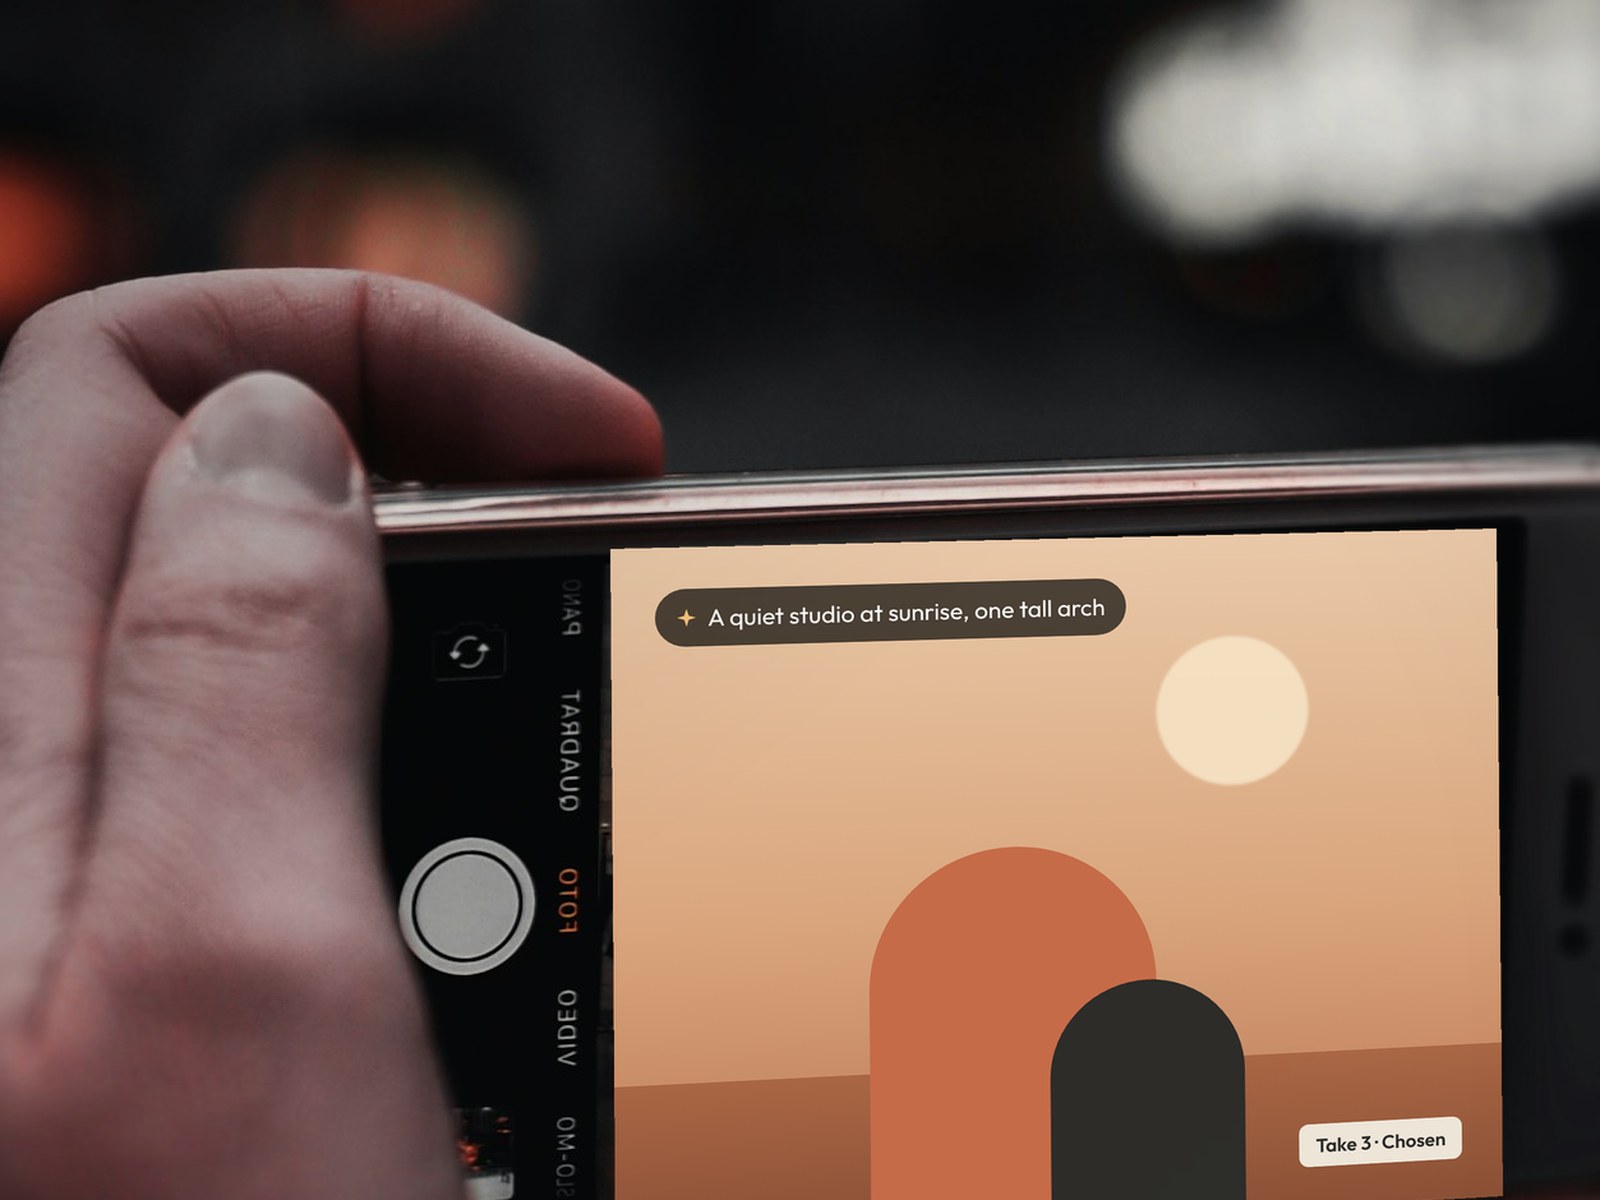 A quiet studio at sunrise, one tall arch
PANO
QUADRAT
FOTO
VIDEO
SLO-MO
Take 3 · Chosen